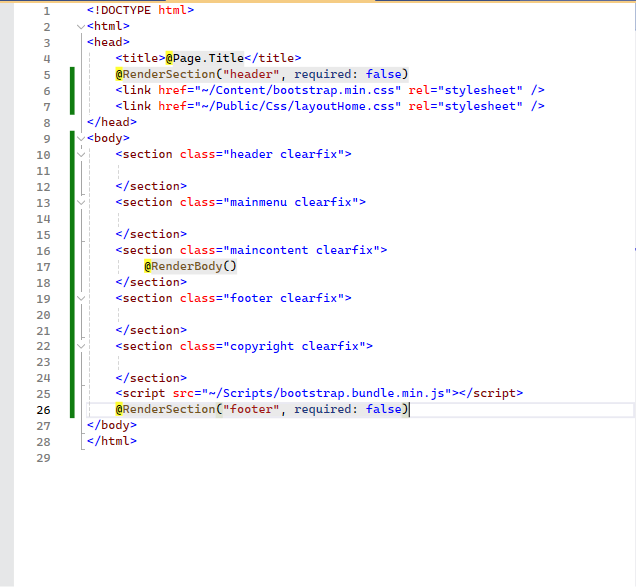 1 <!DOCTYPE html>
2 <html>
3 <head>
4 <title>@Page.Title</title>
5 @RenderSection("header", required: false)
6 <link href="~/Content/bootstrap.min.css" rel="stylesheet" />
7 <link href="~/Public/Css/layoutHome.css" rel="stylesheet" />
8 </head>
9 <body>
10 <section class="header clearfix">
11
12 </section>
13 <section class="mainmenu clearfix">
14
15 </section>
16 <section class="maincontent clearfix">
17 @RenderBody()
18 </section>
19 <section class="footer clearfix">
20
21 </section>
22 <section class="copyright clearfix">
23
24 </section>
25 <script src="~/Scripts/bootstrap.bundle.min.js"></script>
26 @RenderSection("footer", required: false)
27 </body>
28 </html>
29